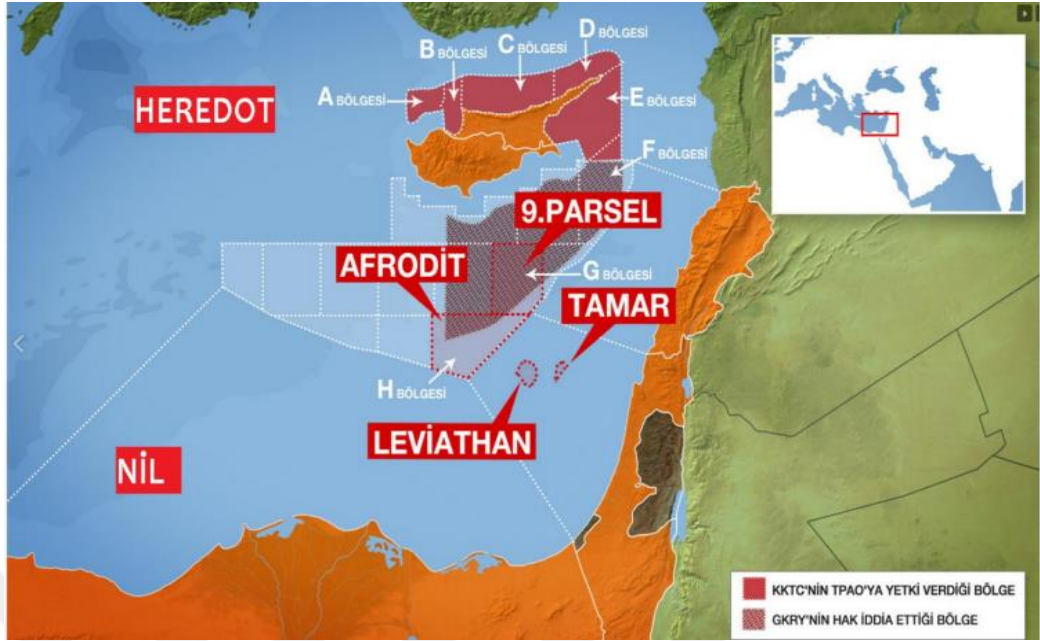 D BÖLGESİ
C BÖLGESİ
B BÖLGESİ
A BÖLGESİ
E BÖLGESİ
HEREDOT
F BÖLGESİ
9.PARSEL
AFRODİT
G BÖLGESİ
TAMAR
H BÖLGESİ
LEVİATHAN
NİL
KKTC'NİN TPAO'YA YETKİ VERDİĞİ BÖLGE
GKRY'NİN HAK İDDİA ETTİĞİ BÖLGE